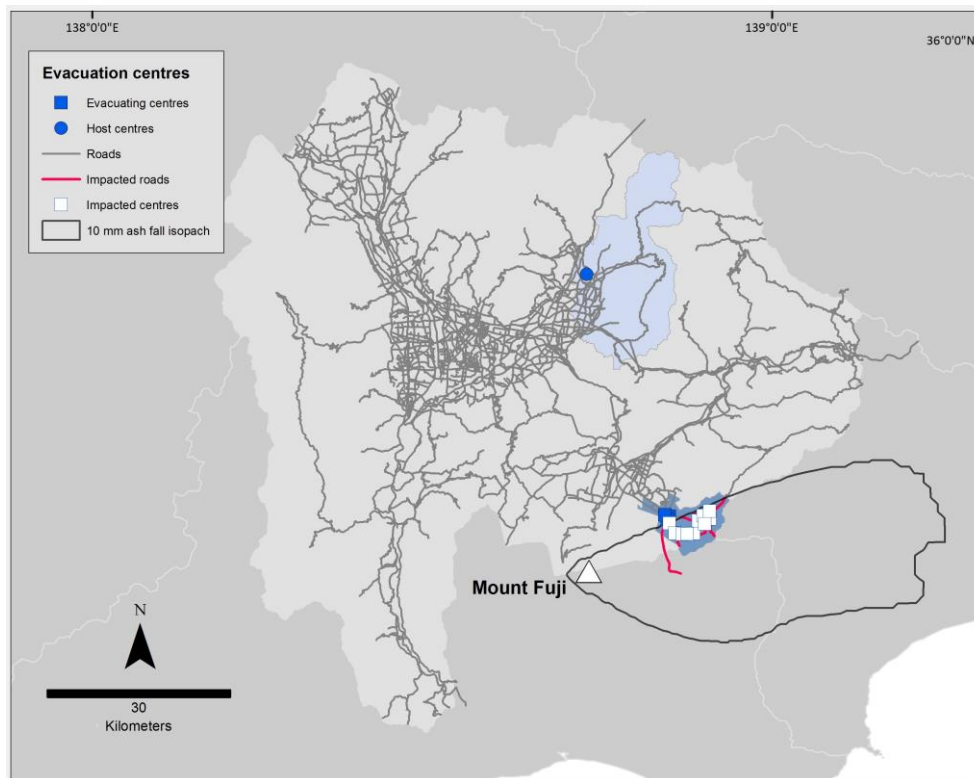 138°0'0"E
139°0'0"E
36°0'0"N
Evacuation centres
Evacuating centres
Host centres
Roads
Impacted roads
Impacted centres
10 mm ash fall isopach
Mount Fuji
N
30
Kilometers